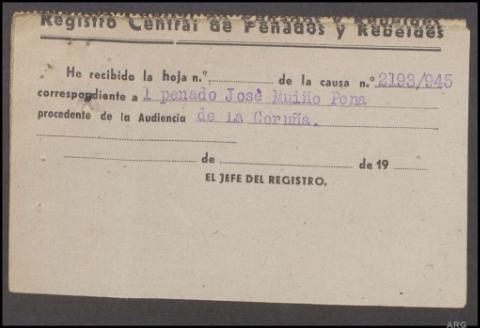 Registro Central de Penados y Rebeldes
He recibido la hoja n.º .................. de la causa n.º 2193/945
correspondiente a 1 penado José Muiño Pena
procedente de la Audiencia de La Coruña.
.................. de .................. de 19 ......
EL JEFE DEL REGISTRO,
ARG